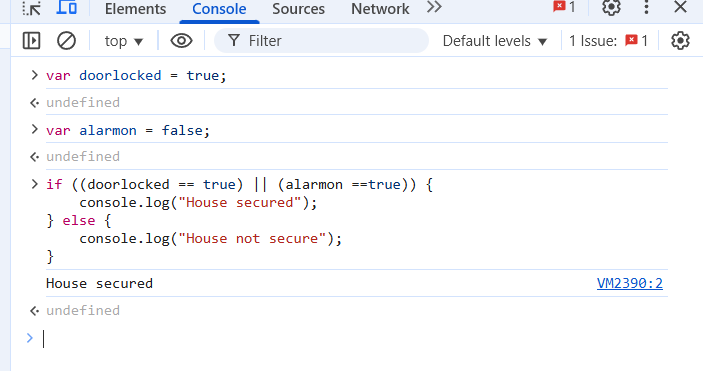 Elements Console Sources Network 1
top Filter Default levels 1 Issue: 1
var doorlocked = true;
undefined
var alarmon = false;
undefined
if ((doorlocked == true) || (alarmon ==true)) {
    console.log("House secured");
} else {
    console.log("House not secure");
}
House secured VM2390:2
undefined